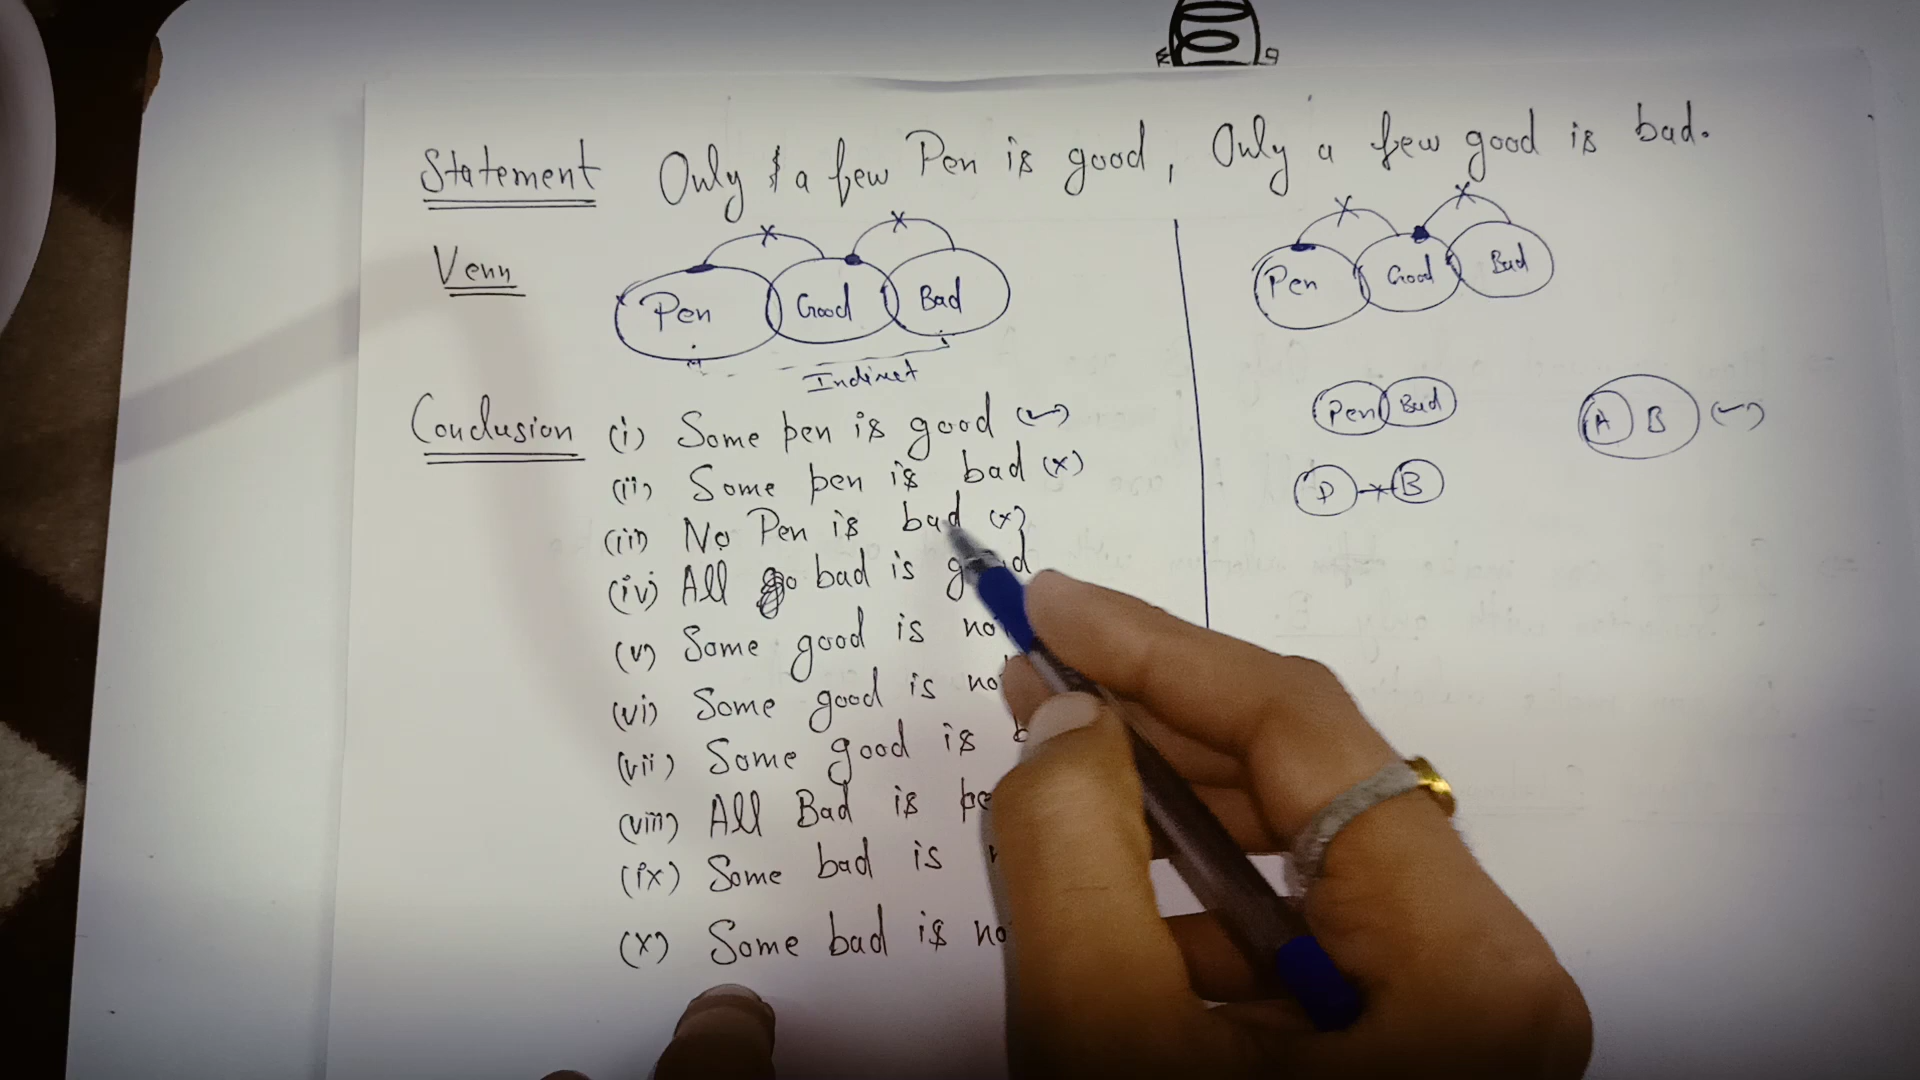 Statement Only a few Pen is good, Only a few good is bad.
Venn
Pen Good Bad
Indirect
Pen Good Bad
Pen Bad
A B (✓)
P × B
Conclusion (i) Some pen is good (✓)
(ii) Some pen is bad (×)
(iii) No Pen is bad (×)
(iv) All bad is
(v) Some good is
(vi) Some good is
(vii) Some good is
(viii) All Bad is
(ix) Some bad is
(x) Some bad is